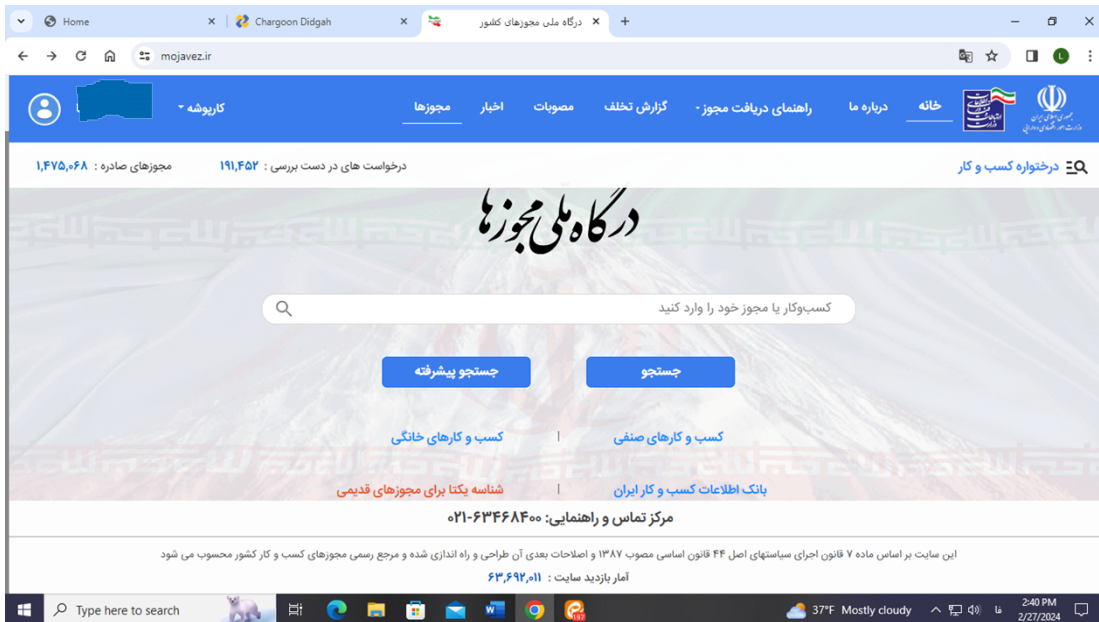 Home
Chargoon Didgah
درگاه ملی مجوزهای کشور
mojavez.ir
L
خانه
درباره ما
راهنمای دریافت مجوز
گزارش تخلف
مصوبات
اخبار
مجوزها
کارپوشه
درختواره کسب و کار
درخواست های در دست بررسی : ۱۹۱,۴۵۲
مجوزهای صادره : ۱,۴۷۵,۰۶۸
درگاه ملی مجوزها
کسب‌وکار یا مجوز خود را وارد کنید
جستجو
جستجو پیشرفته
کسب و کارهای صنفی | کسب و کارهای خانگی
بانک اطلاعات کسب و کار ایران | شناسه یکتا برای مجوزهای قدیمی
مرکز تماس و راهنمایی: ۰۲۱-۶۳۴۶۸۴۰۰
این سایت بر اساس ماده ۷ قانون اجرای سیاستهای اصل ۴۴ قانون اساسی مصوب ۱۳۸۷ و اصلاحات بعدی آن طراحی و راه اندازی شده و مرجع رسمی مجوزهای کسب و کار کشور محسوب می شود
آمار بازدید سایت : ۶۳,۶۹۲,۰۱۱
Type here to search
197
37°F Mostly cloudy
فا
2:40 PM
2/27/2024